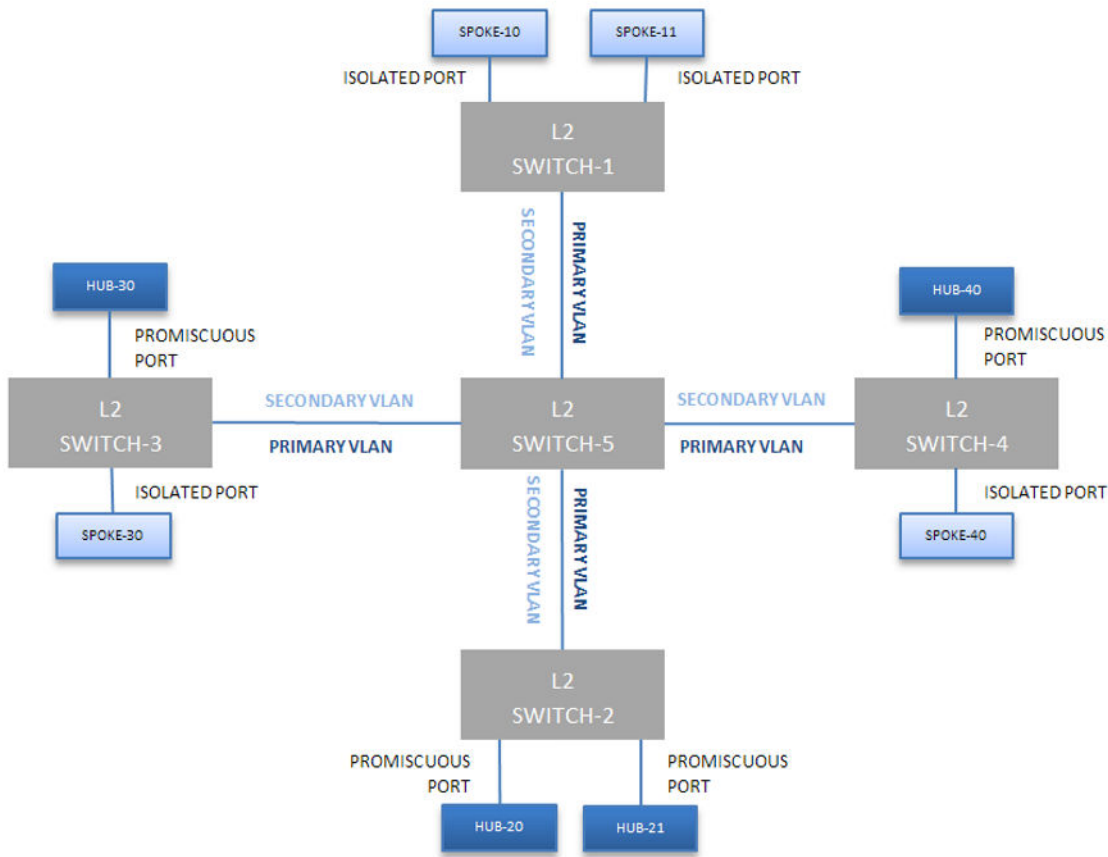 SPOKE-10
SPOKE-11
ISOLATED PORT
ISOLATED PORT
L2
SWITCH-1
SECONDARY VLAN
PRIMARY VLAN
HUB-30
HUB-40
PROMISCUOUS
PORT
PROMISCUOUS
PORT
L2
SWITCH-3
SECONDARY VLAN
PRIMARY VLAN
L2
SWITCH-5
SECONDARY VLAN
PRIMARY VLAN
L2
SWITCH-4
ISOLATED PORT
ISOLATED PORT
SPOKE-30
SPOKE-40
SECONDARY VLAN
PRIMARY VLAN
L2
SWITCH-2
PROMISCUOUS
PORT
PROMISCUOUS
PORT
HUB-20
HUB-21